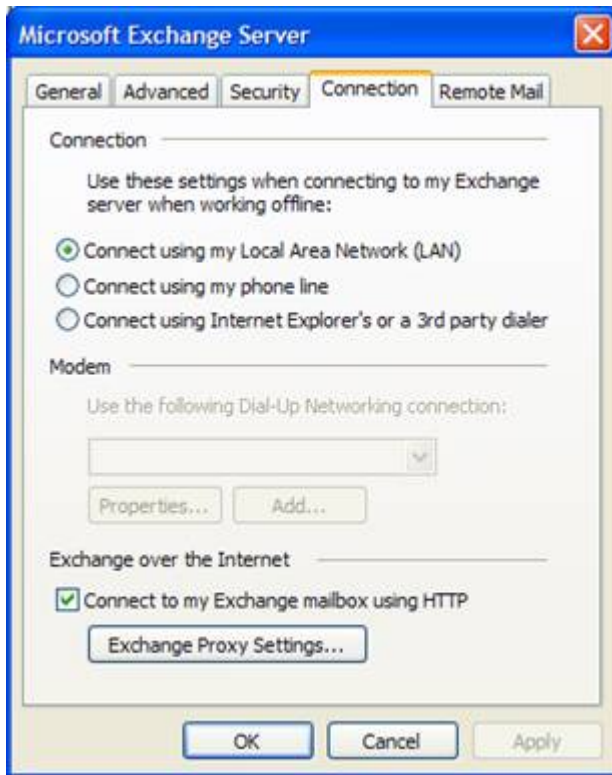 Microsoft Exchange Server
General Advanced Security Connection Remote Mail
Connection
Use these settings when connecting to my Exchange
server when working offline:
Connect using my Local Area Network (LAN)
Connect using my phone line
Connect using Internet Explorer's or a 3rd party dialer
Modem
Use the following Dial-Up Networking connection:
Properties... Add...
Exchange over the Internet
Connect to my Exchange mailbox using HTTP
Exchange Proxy Settings...
OK Cancel Apply